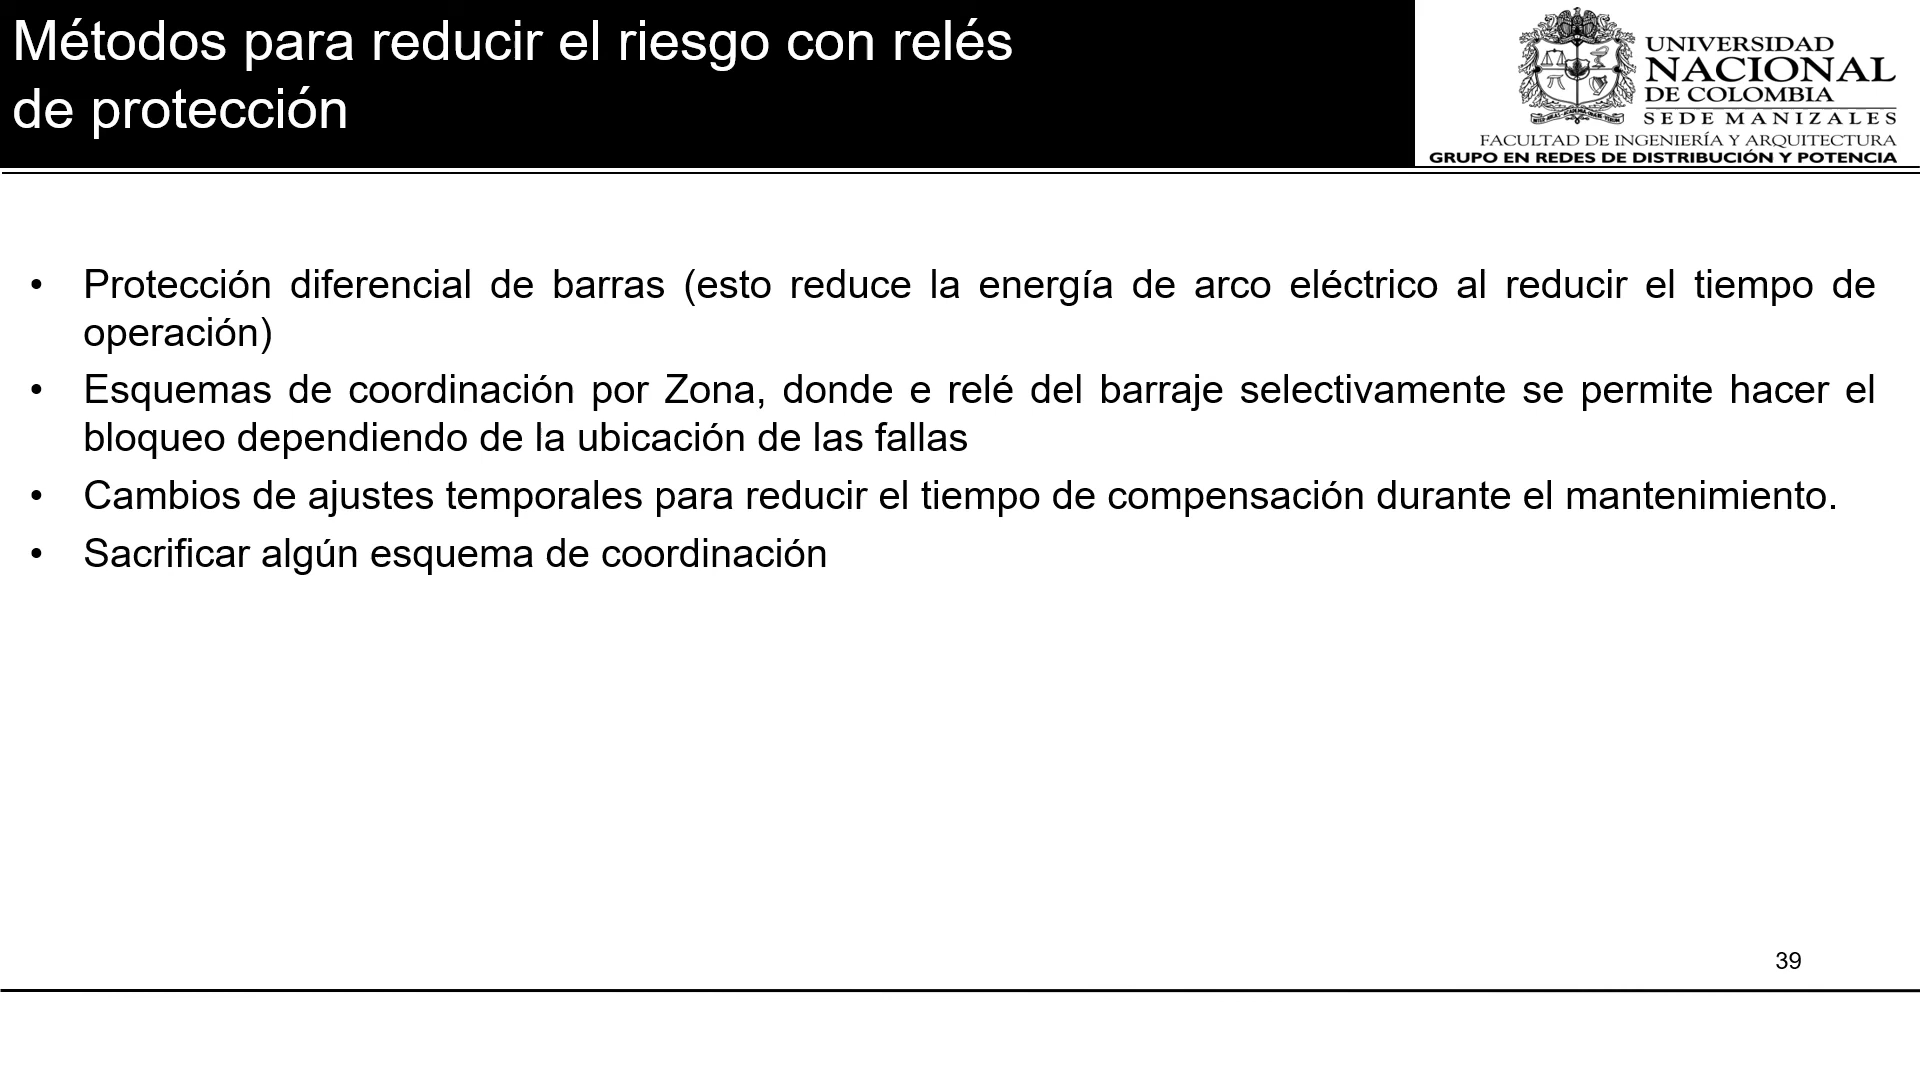 Métodos para reducir el riesgo con relés
de protección
UNIVERSIDAD
NACIONAL
DE COLOMBIA
SEDE MANIZALES
FACULTAD DE INGENIERÍA Y ARQUITECTURA
GRUPO EN REDES DE DISTRIBUCIÓN Y POTENCIA
• Protección diferencial de barras (esto reduce la energía de arco eléctrico al reducir el tiempo de
operación)
• Esquemas de coordinación por Zona, donde e relé del barraje selectivamente se permite hacer el
bloqueo dependiendo de la ubicación de las fallas
• Cambios de ajustes temporales para reducir el tiempo de compensación durante el mantenimiento.
• Sacrificar algún esquema de coordinación
39